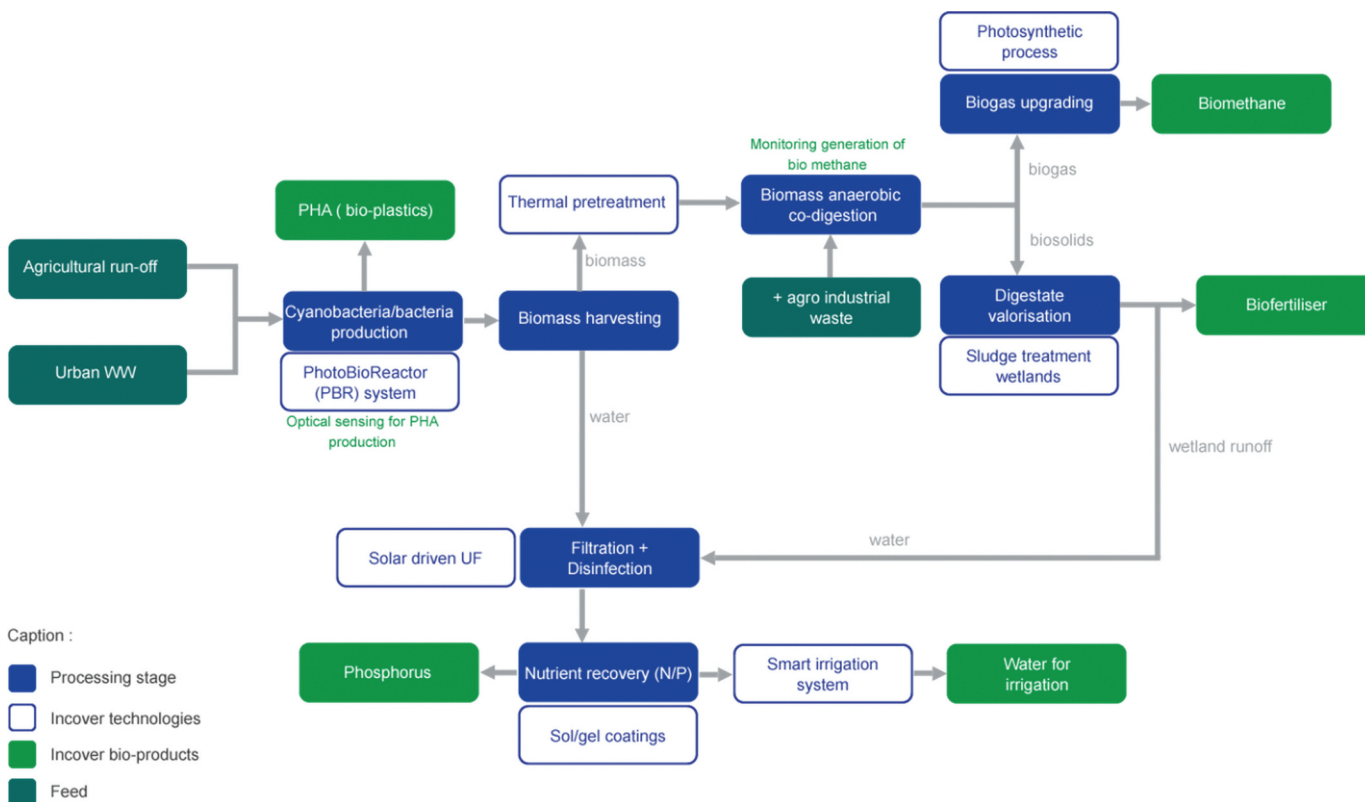 Photosynthetic
process
Biogas upgrading
Biomethane
Monitoring generation of
bio methane
biogas
PHA ( bio-plastics)
Thermal pretreatment
Biomass anaerobic
co-digestion
biomass
biosolids
Agricultural run-off
Cyanobacteria/bacteria
production
Biomass harvesting
+ agro industrial
waste
Digestate
valorisation
Biofertiliser
Urban WW
PhotoBioReactor
(PBR) system
Sludge treatment
wetlands
Optical sensing for PHA
production
water
wetland runoff
Solar driven UF
Filtration +
Disinfection
water
Caption :
Processing stage
Incover technologies
Incover bio-products
Feed
Phosphorus
Nutrient recovery (N/P)
Smart irrigation
system
Water for
irrigation
Sol/gel coatings